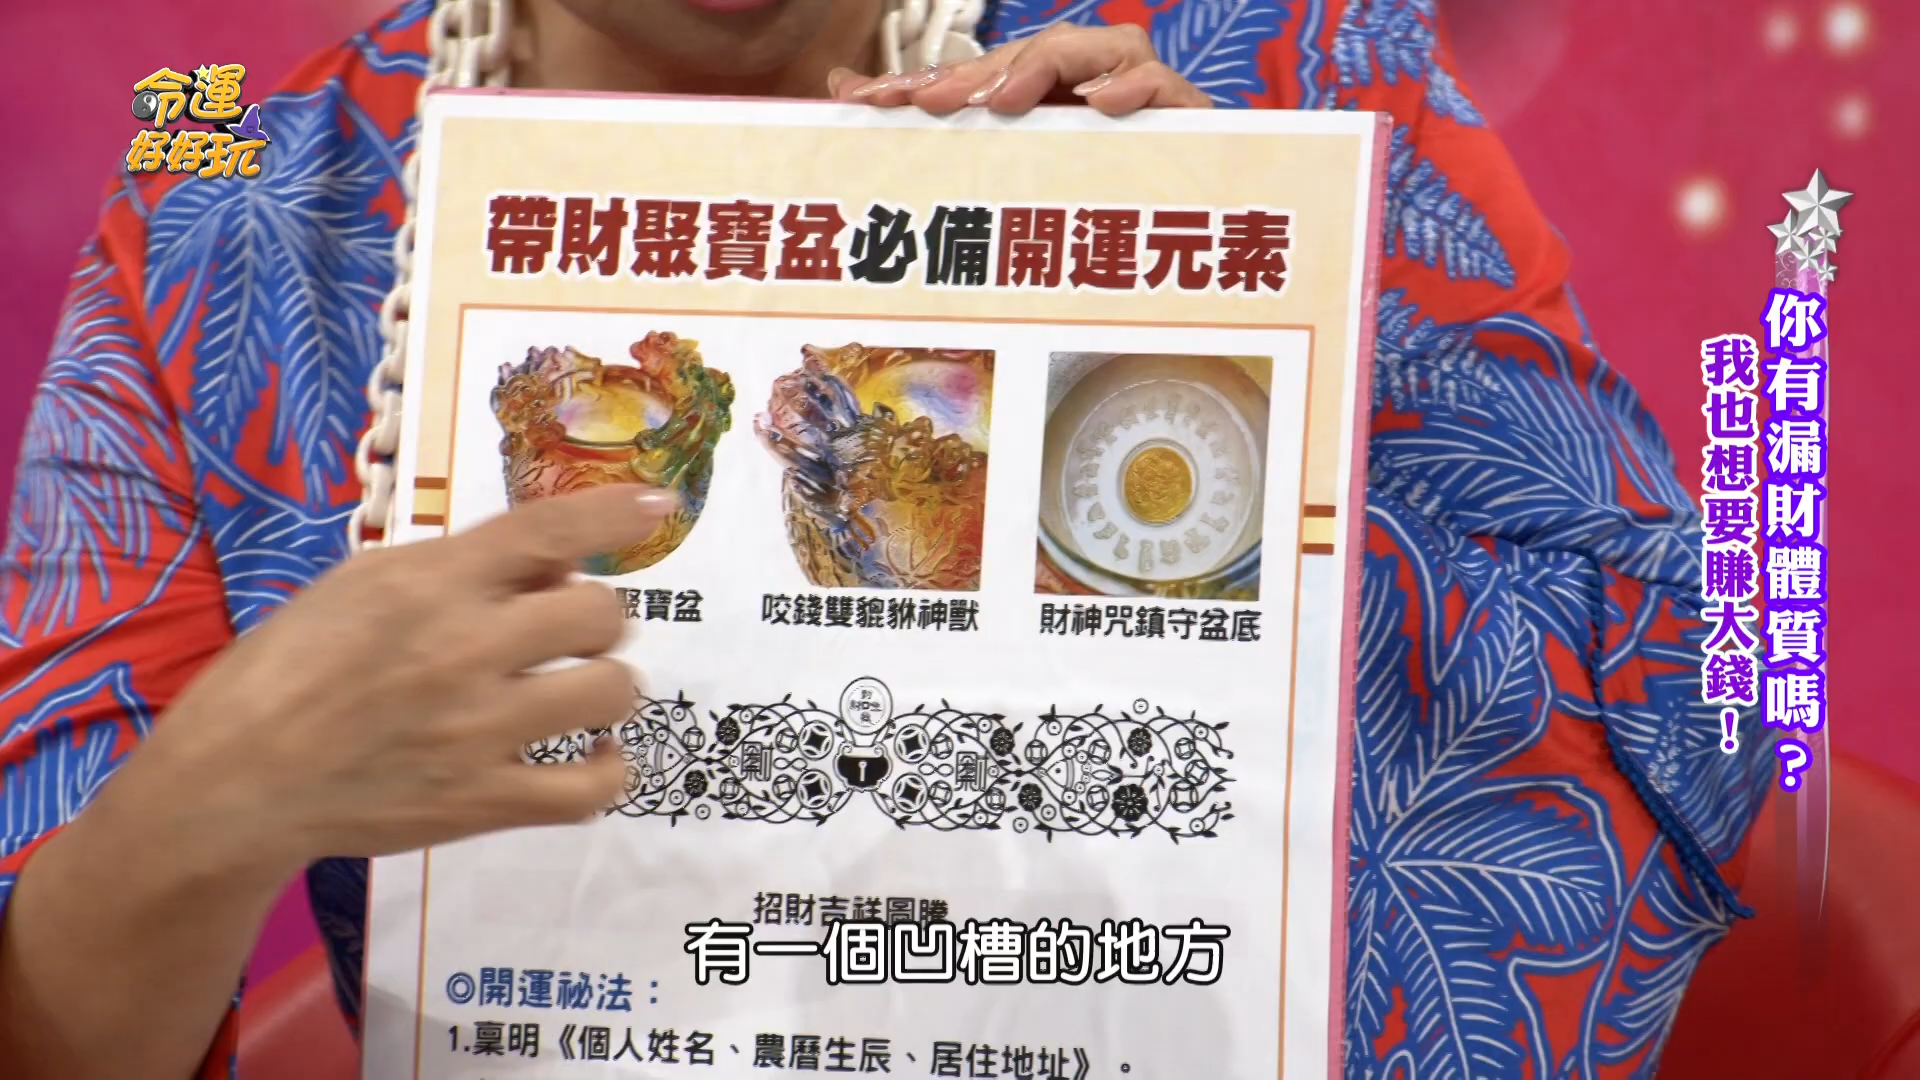 命運
好好玩
帶財聚寶盆必備開運元素
聚寶盆
咬錢雙貔貅神獸
財神咒鎮守盆底
招財吉祥圖騰
有一個凹槽的地方
◎開運祕法：
1.稟明《個人姓名、農曆生辰、居住地址》。
你有漏財體質嗎？
我也想要賺大錢！